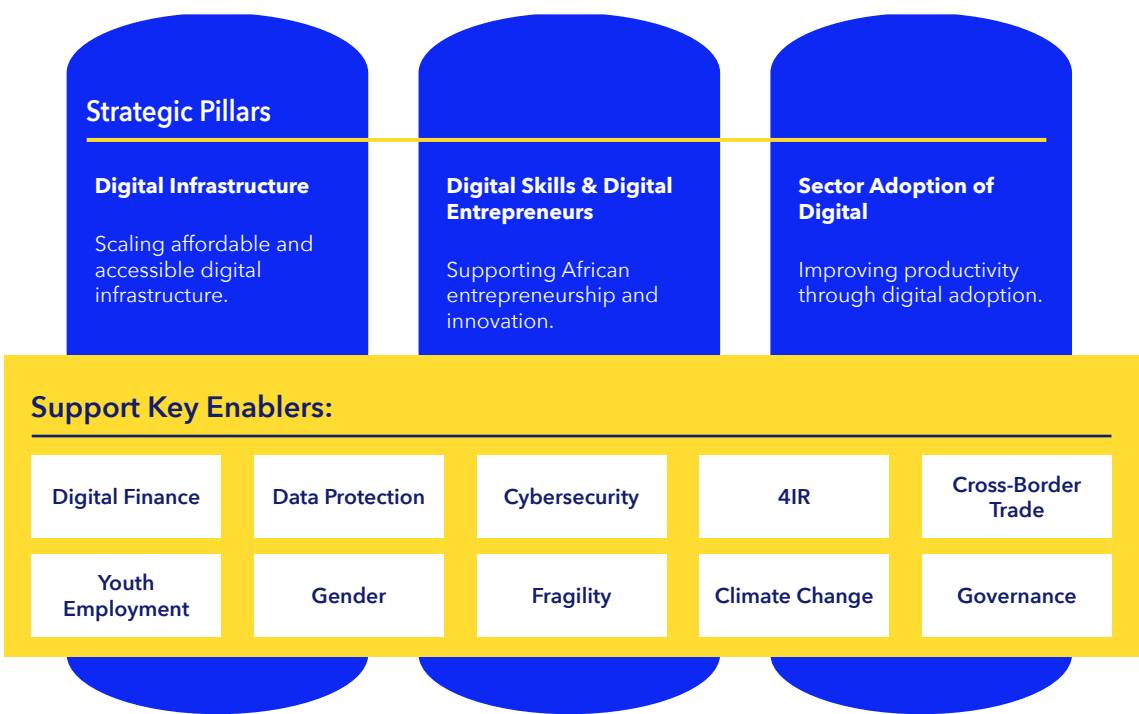 Strategic Pillars
Digital Infrastructure
Scaling affordable and
accessible digital
infrastructure.
Digital Skills & Digital
Entrepreneurs
Supporting African
entrepreneurship and
innovation.
Sector Adoption of
Digital
Improving productivity
through digital adoption.
Support Key Enablers:
Digital Finance
Data Protection
Cybersecurity
4IR
Cross-Border
Trade
Youth
Employment
Gender
Fragility
Climate Change
Governance